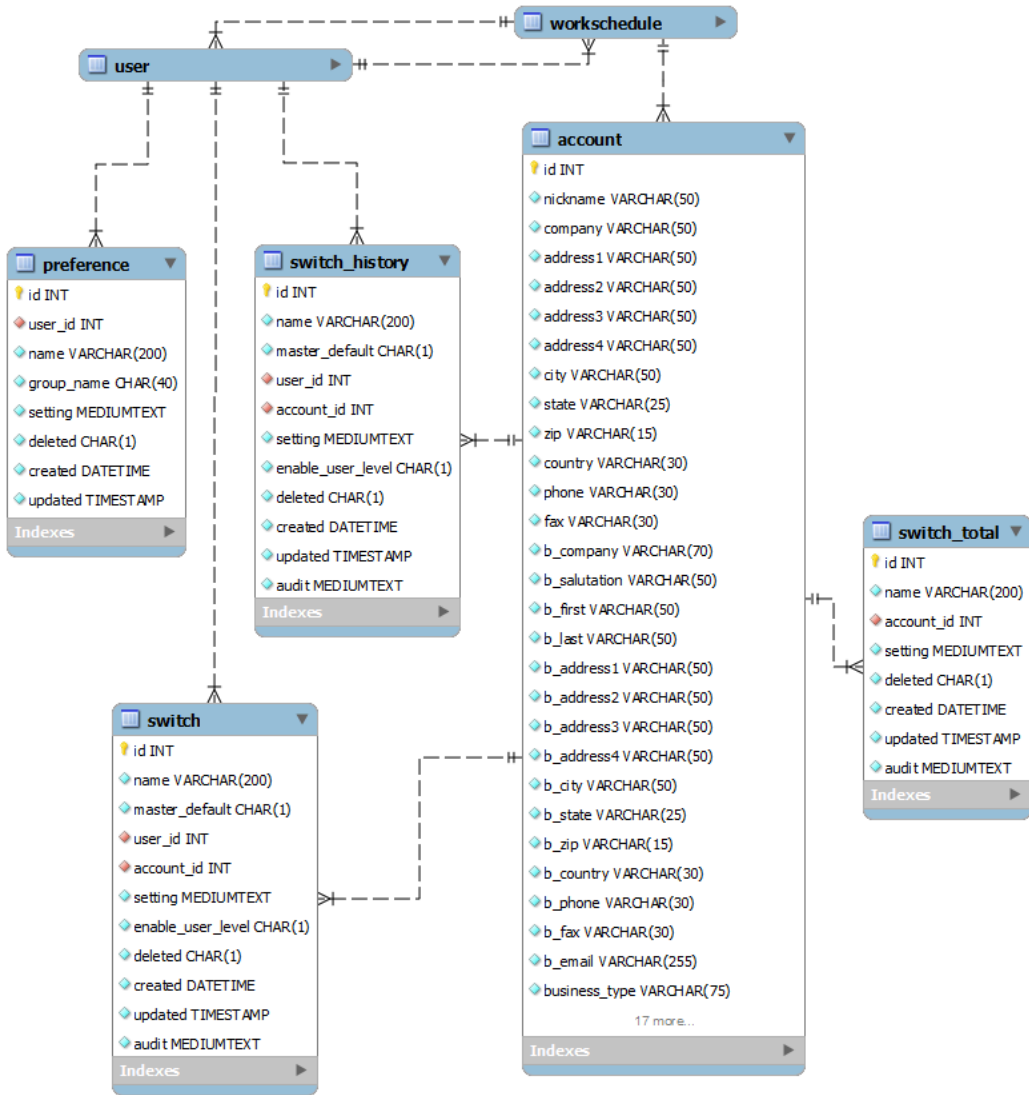 workschedule
user
account
id INT
nickname VARCHAR(50)
company VARCHAR(50)
address1 VARCHAR(50)
address2 VARCHAR(50)
address3 VARCHAR(50)
address4 VARCHAR(50)
city VARCHAR(50)
state VARCHAR(25)
zip VARCHAR(15)
country VARCHAR(30)
phone VARCHAR(30)
fax VARCHAR(30)
b_company VARCHAR(70)
b_salutation VARCHAR(50)
b_first VARCHAR(50)
b_last VARCHAR(50)
b_address1 VARCHAR(50)
b_address2 VARCHAR(50)
b_address3 VARCHAR(50)
b_address4 VARCHAR(50)
b_city VARCHAR(50)
b_state VARCHAR(25)
b_zip VARCHAR(15)
b_country VARCHAR(30)
b_phone VARCHAR(30)
b_fax VARCHAR(30)
b_email VARCHAR(255)
business_type VARCHAR(75)
17 more...
Indexes
preference
id INT
user_id INT
name VARCHAR(200)
group_name CHAR(40)
setting MEDIUMTEXT
deleted CHAR(1)
created DATETIME
updated TIMESTAMP
Indexes
switch_history
id INT
name VARCHAR(200)
master_default CHAR(1)
user_id INT
account_id INT
setting MEDIUMTEXT
enable_user_level CHAR(1)
deleted CHAR(1)
created DATETIME
updated TIMESTAMP
audit MEDIUMTEXT
Indexes
switch_total
id INT
name VARCHAR(200)
account_id INT
setting MEDIUMTEXT
deleted CHAR(1)
created DATETIME
updated TIMESTAMP
audit MEDIUMTEXT
Indexes
switch
id INT
name VARCHAR(200)
master_default CHAR(1)
user_id INT
account_id INT
setting MEDIUMTEXT
enable_user_level CHAR(1)
deleted CHAR(1)
created DATETIME
updated TIMESTAMP
audit MEDIUMTEXT
Indexes